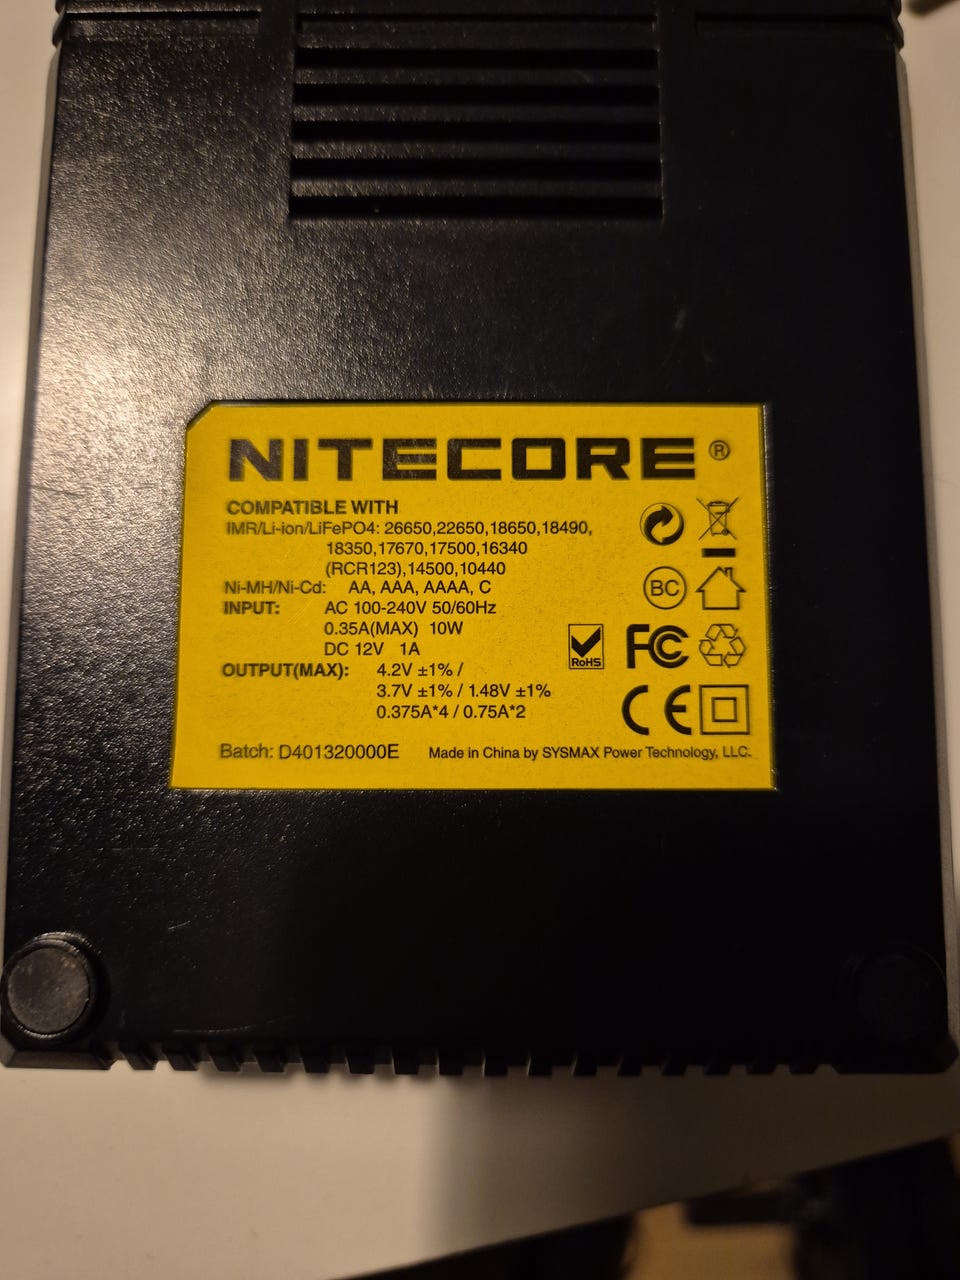 NITECORE ®
COMPATIBLE WITH
IMR/Li-ion/LiFePO4: 26650,22650,18650,18490,
18350,17670,17500,16340
(RCR123),14500,10440
Ni-MH/Ni-Cd: AA, AAA, AAAA, C
INPUT: AC 100-240V 50/60Hz
0.35A(MAX) 10W
DC 12V 1A
OUTPUT(MAX): 4.2V ±1% /
3.7V ±1% / 1.48V ±1%
0.375A*4 / 0.75A*2
BC
RoHS
FC
CE
Batch: D401320000E Made in China by SYSMAX Power Technology, LLC.